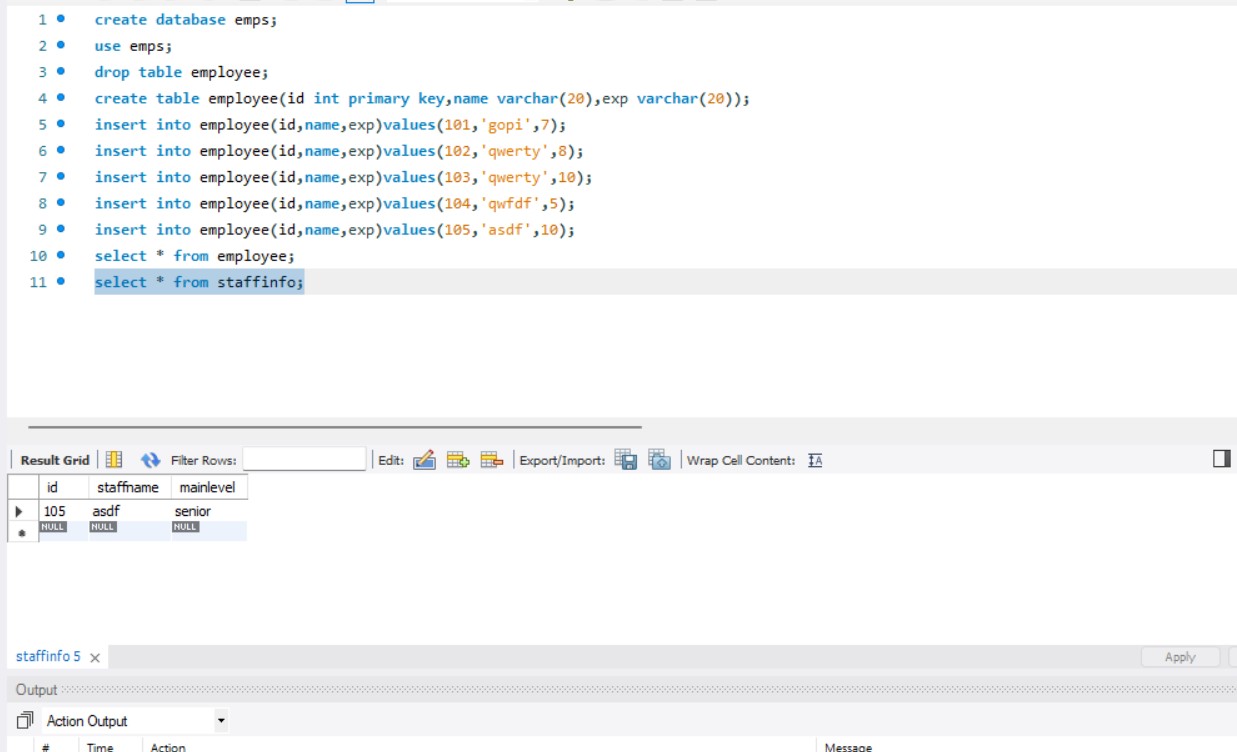 1 create database emps;
2 use emps;
3 drop table employee;
4 create table employee(id int primary key,name varchar(20),exp varchar(20));
5 insert into employee(id,name,exp)values(101,'gopi',7);
6 insert into employee(id,name,exp)values(102,'qwerty',8);
7 insert into employee(id,name,exp)values(103,'qwerty',10);
8 insert into employee(id,name,exp)values(104,'qwfdf',5);
9 insert into employee(id,name,exp)values(105,'asdf',10);
10 select * from employee;
11 select * from staffinfo;
Result Grid Filter Rows: Edit: Export/Import: Wrap Cell Content: IA
id staffname mainlevel
105 asdf senior
NULL NULL NULL
staffinfo 5 Apply
Output
Action Output
# Time Action Message